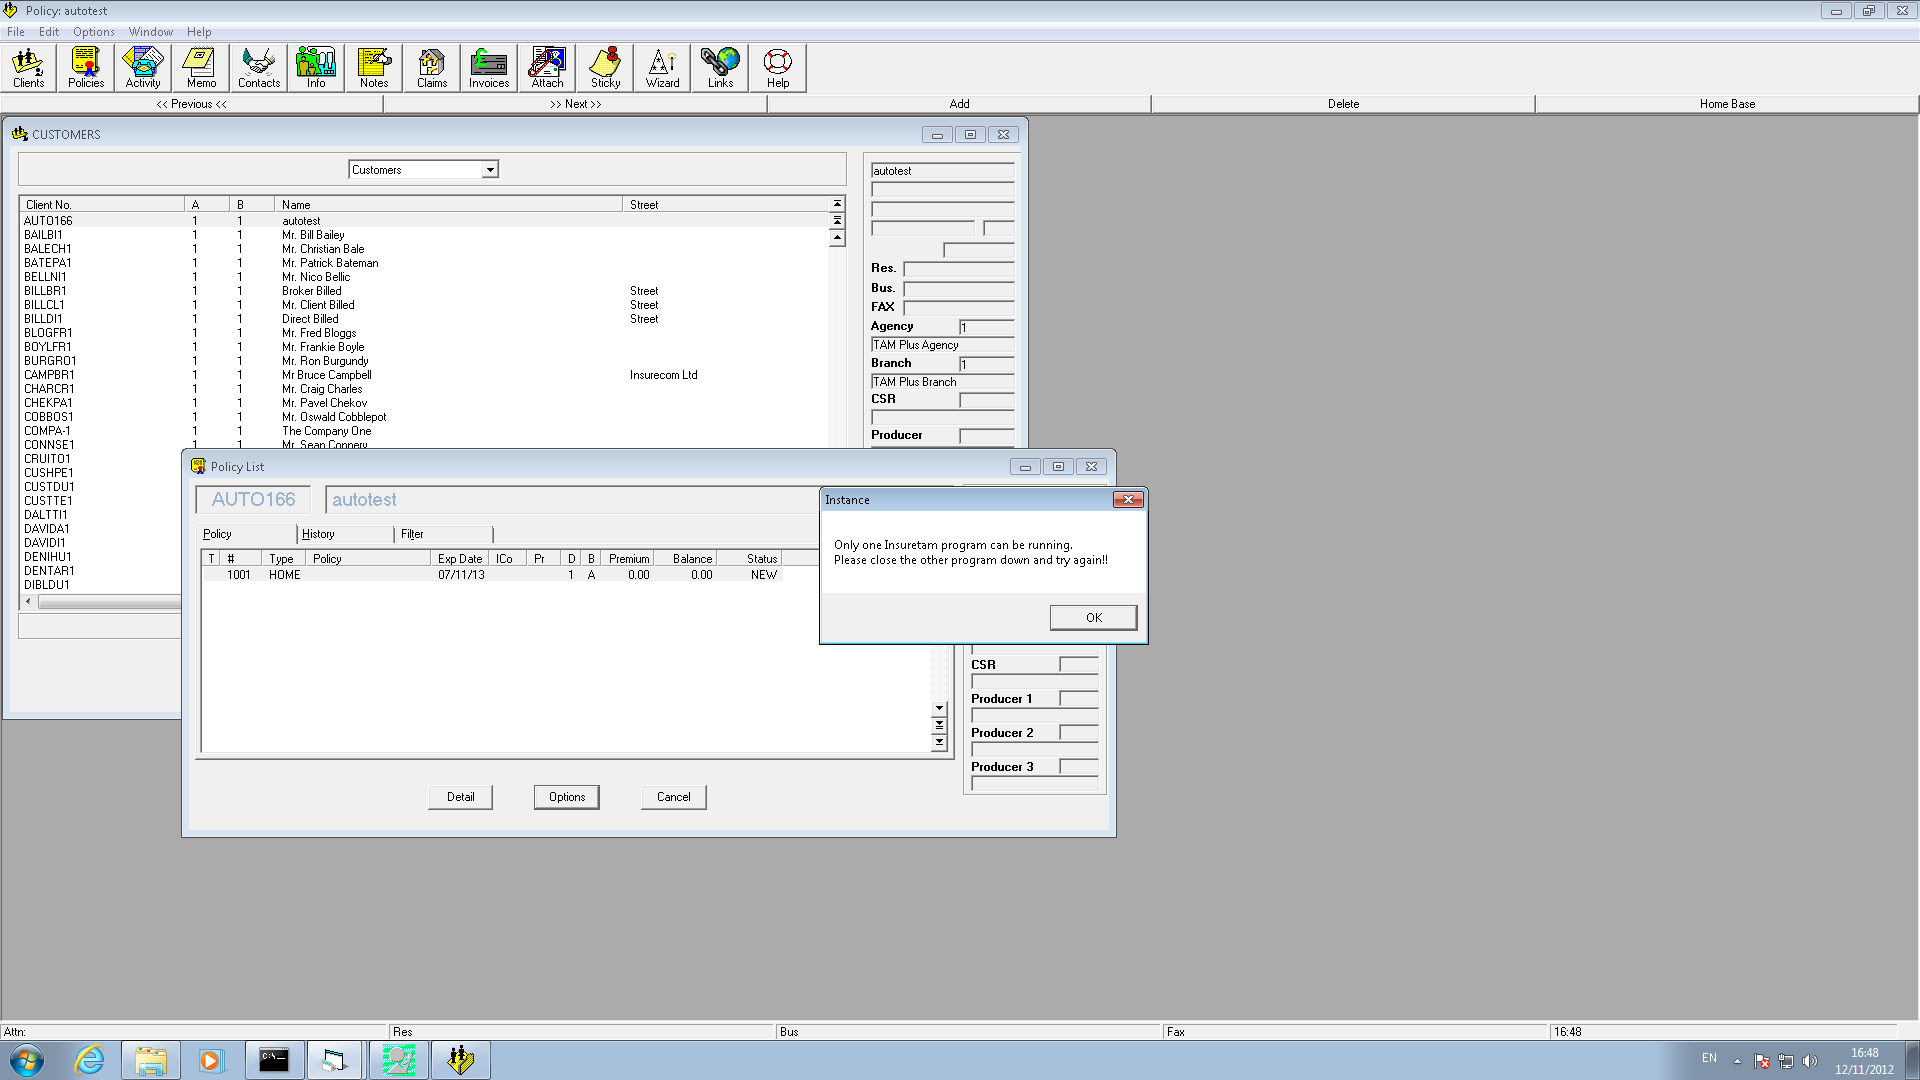 Policy: autotest
File Edit Options Window Help
Clients Policies Activity Memo Contacts Info Notes Claims Invoices Attach Sticky Wizard Links Help
<< Previous << >> Next >> Add Delete Home Base
CUSTOMERS
Customers
Client No. A B Name Street
AUTO166 1 1 autotest
BAILBI1 1 1 Mr. Bill Bailey
BALECH1 1 1 Mr. Christian Bale
BATEPA1 1 1 Mr. Patrick Bateman
BELLNI1 1 1 Mr. Nico Bellic
BILLBR1 1 1 Broker Billed Street
BILLCL1 1 1 Mr. Client Billed Street
BILLDI1 1 1 Direct Billed Street
BLOGFR1 1 1 Mr. Fred Bloggs
BOYLFR1 1 1 Mr. Frankie Boyle
BURGRO1 1 1 Mr. Ron Burgundy
CAMPBR1 1 1 Mr Bruce Campbell Insurecom Ltd
CHARCR1 1 1 Mr. Craig Charles
CHEKPA1 1 1 Mr. Pavel Chekov
COBBOS1 1 1 Mr. Oswald Cobblepot
COMPA-1 1 1 The Company One
CONNSE1 1 1 Mr. Sean Connery
CRUITO1
CUSHPE1
CUSTDU1
CUSTTE1
DALTTI1
DAVIDA1
DAVIDI1
DENIHU1
DENTAR1
DIBLDU1
autotest
Res.
Bus.
FAX
Agency 1
TAM Plus Agency
Branch 1
TAM Plus Branch
CSR
Producer
Policy List
AUTO166 autotest
Policy History Filter
T # Type Policy Exp Date ICo Pr D B Premium Balance Status
1001 HOME 07/11/13 1 A 0.00 0.00 NEW
CSR
Producer 1
Producer 2
Producer 3
Detail Options Cancel
Instance
Only one Insuretam program can be running.
Please close the other program down and try again!!
OK
Attn: Res Bus Fax 16:48
C:\_
EN
16:48
12/11/2012